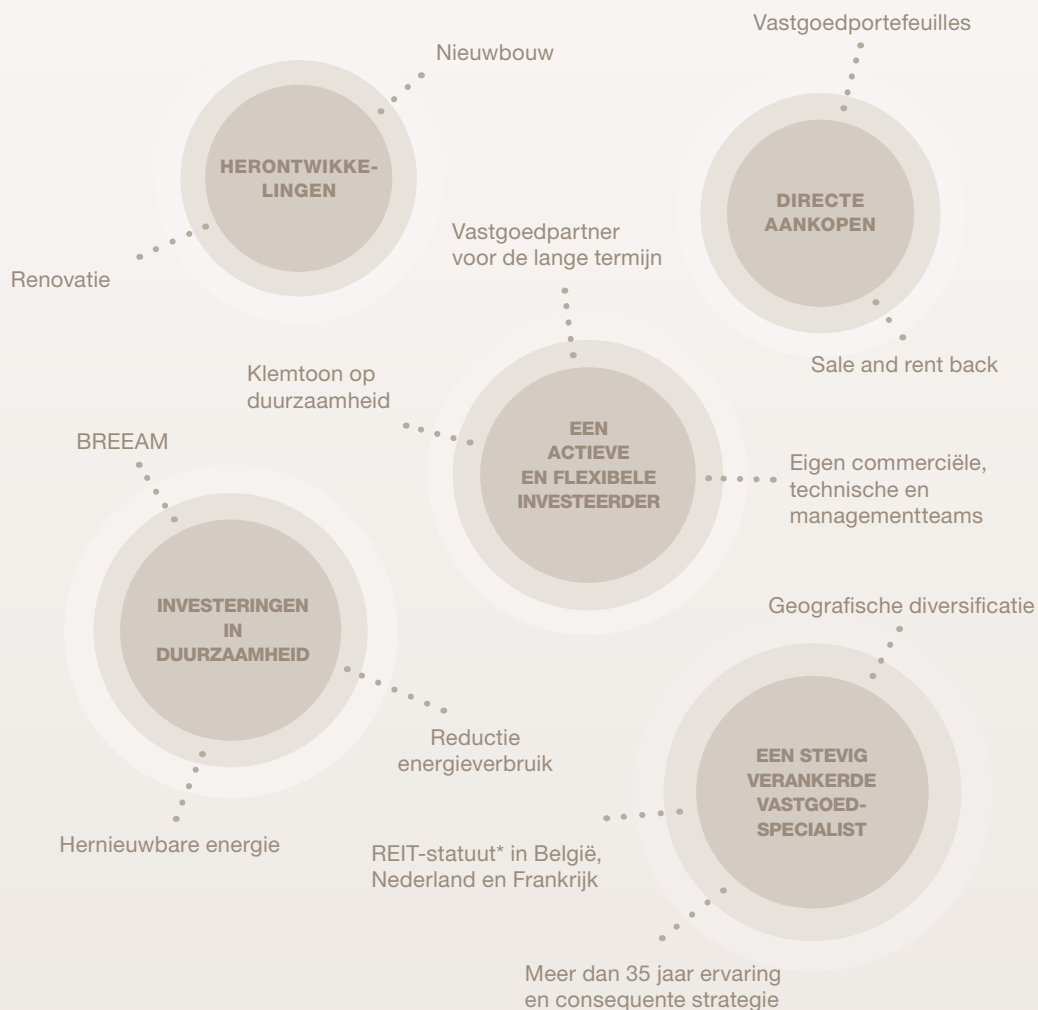 Vastgoedportefeuilles
Nieuwbouw
HERONTWIKKE-
LINGEN
DIRECTE
AANKOPEN
Renovatie
Vastgoedpartner
voor de lange termijn
Sale and rent back
Klemtoon op
duurzaamheid
BREEAM
EEN
ACTIEVE
EN FLEXIBELE
INVESTEERDER
Eigen commerciële,
technische en
managementteams
INVESTERINGEN
IN
DUURZAAMHEID
Geografische diversificatie
Reductie
energieverbruik
EEN STEVIG
VERANKERDE
VASTGOED-
SPECIALIST
Hernieuwbare energie
REIT-statuut* in België,
Nederland en Frankrijk
Meer dan 35 jaar ervaring
en consequente strategie